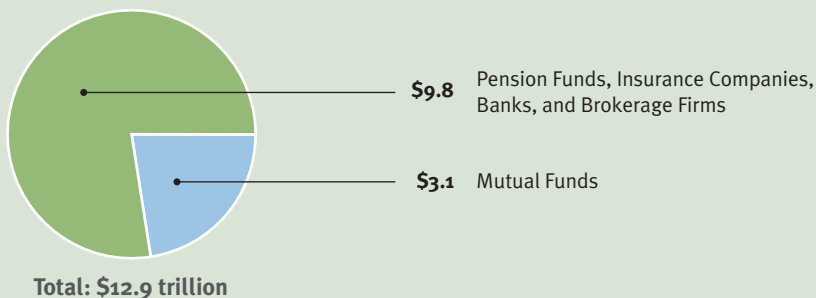 $9.8 Pension Funds, Insurance Companies,
Banks, and Brokerage Firms
$3.1 Mutual Funds
Total: $12.9 trillion